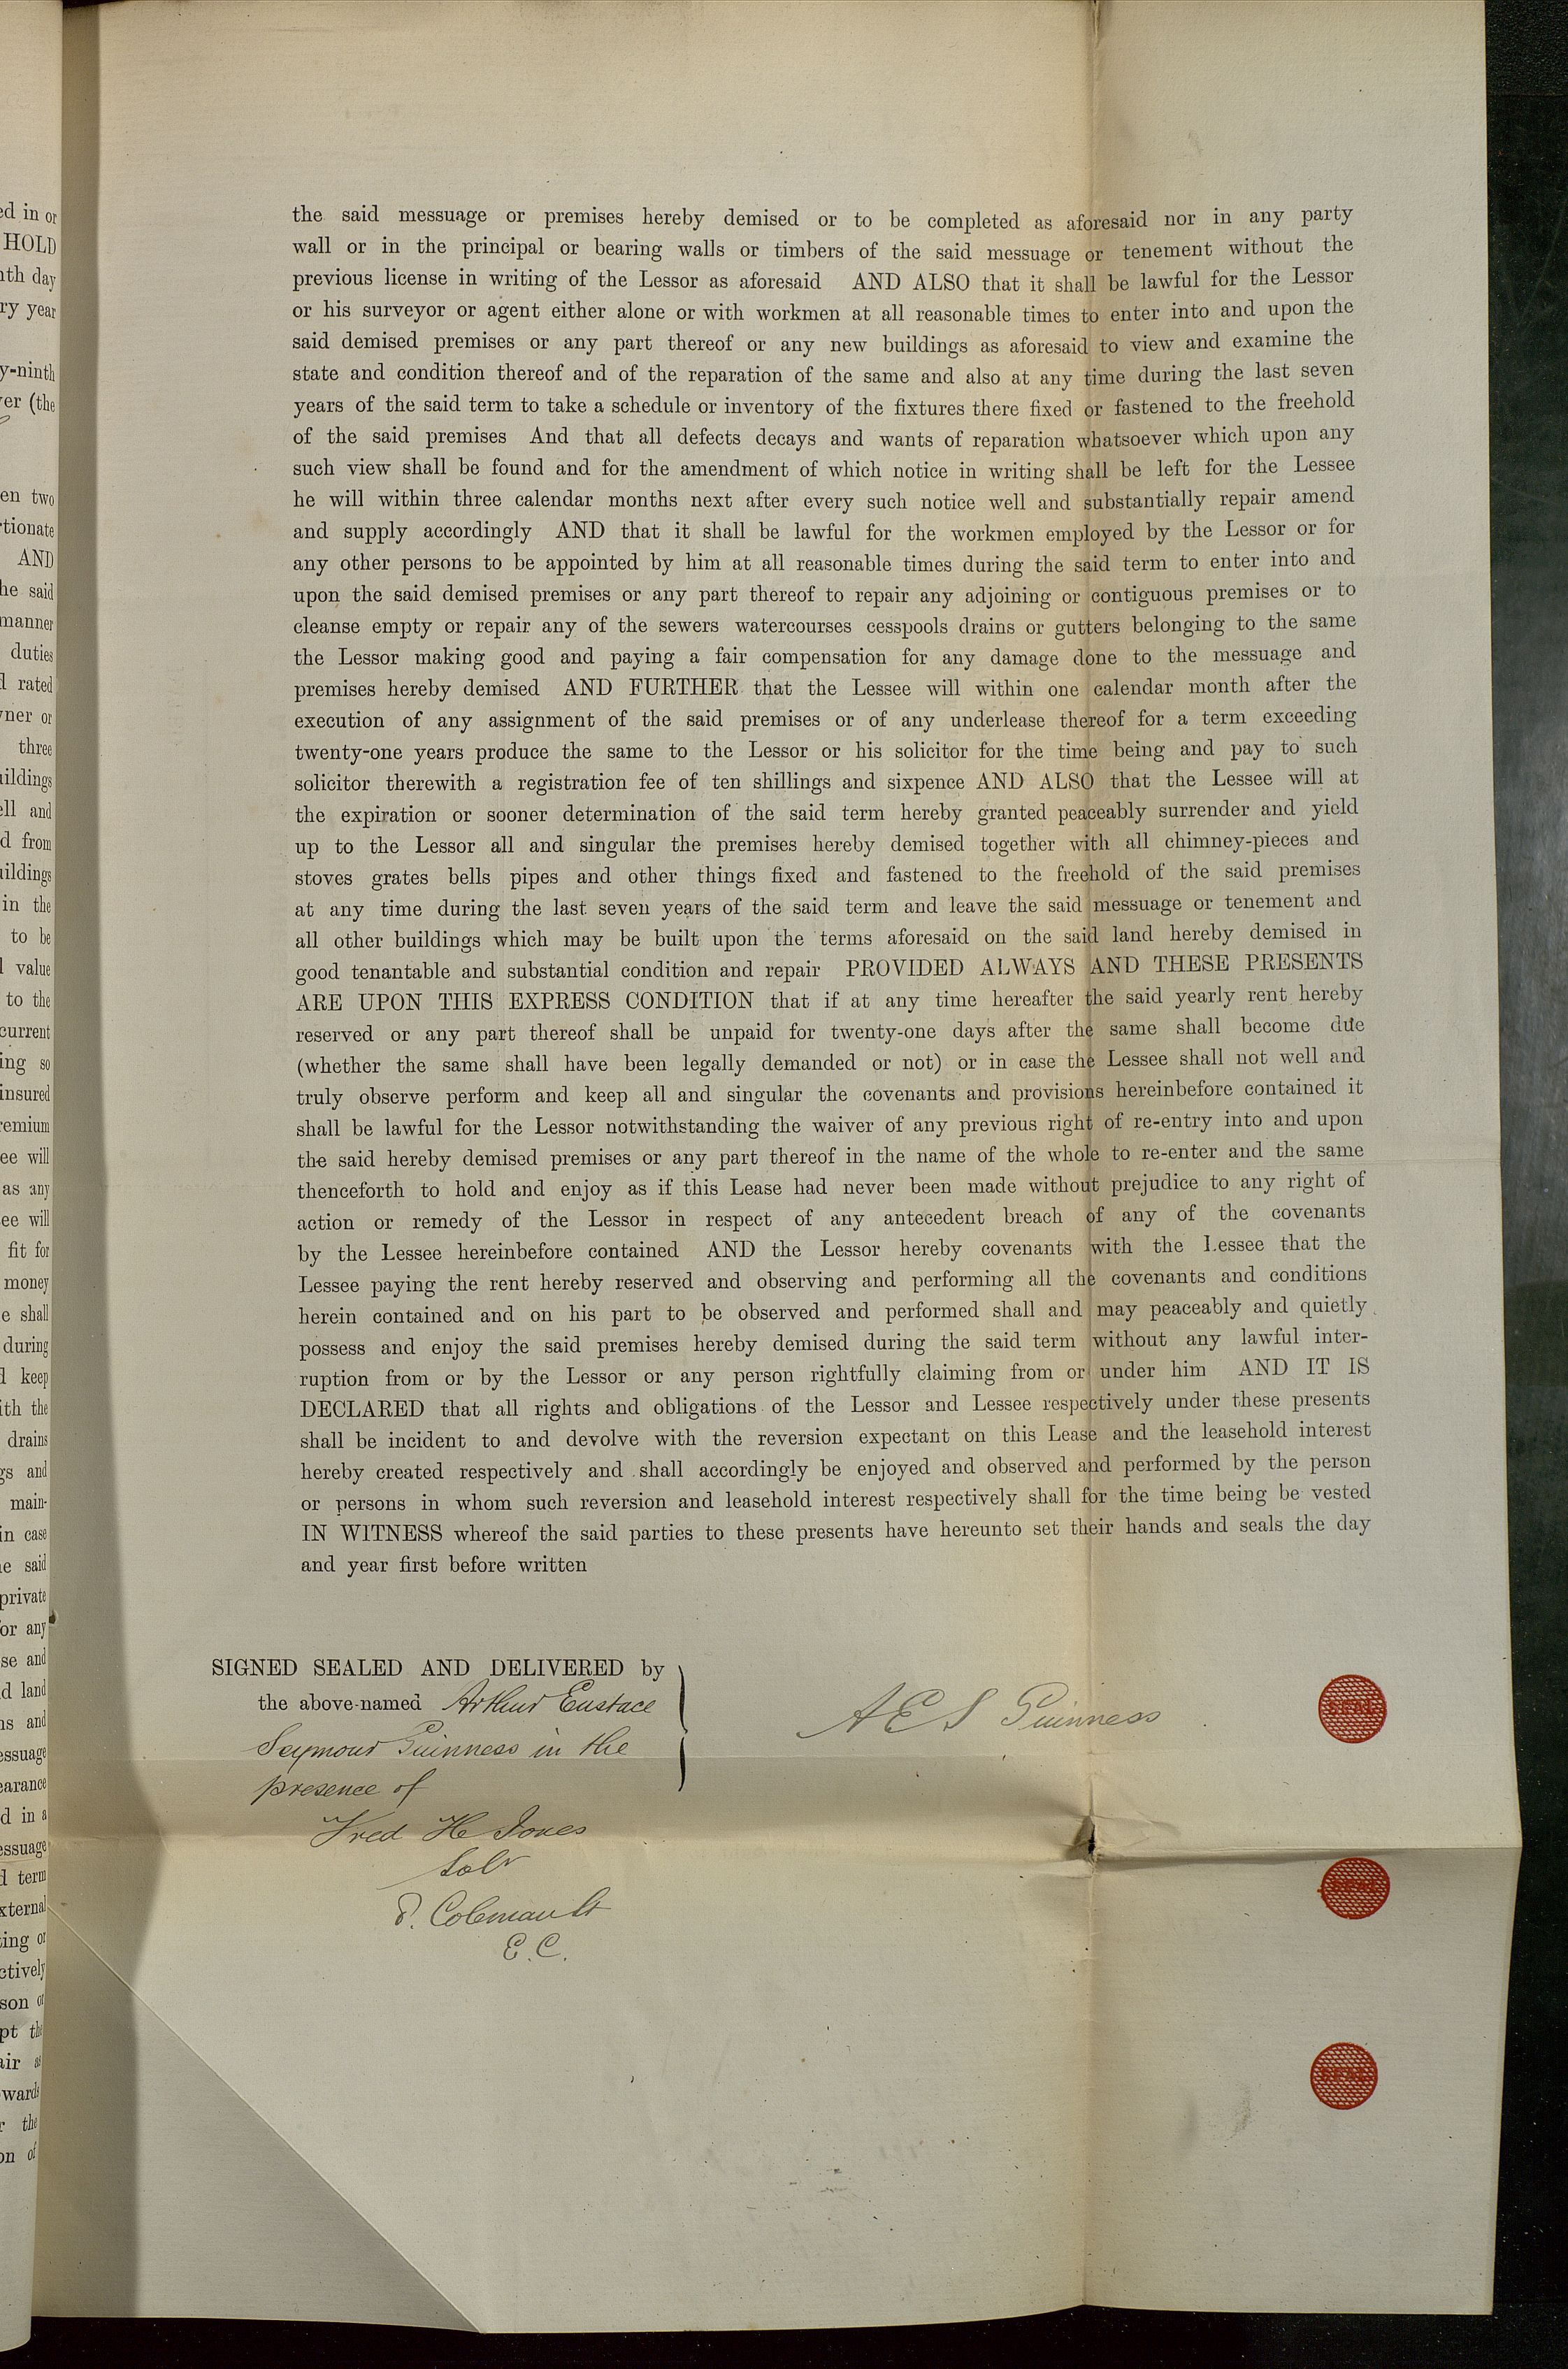 the said messuage or premises hereby demised or to be completed as aforesaid nor in any party
wall or in the principal or bearing walls or timbers of the said messuage or tenement without the
previous license in writing of the Lessor as aforesaid AND ALSO that it shall be lawful for the Lessor
or his surveyor or agent either alone or with workmen at all reasonable times to enter into and upon the
said demised premises or any part thereof or any new buildings as aforesaid to view and examine the
state and condition thereof and of the reparation of the same and also at any time during the last seven
years of the said term to take a schedule or inventory of the fixtures there fixed or fastened to the freehold
of the said premises And that all defects decays and wants of reparation whatsoever which upon any
such view shall be found and for the amendment of which notice in writing shall be left for the Lessee
he will within three calendar months next after every such notice well and substantially repair amend
and supply accordingly AND that it shall be lawful for the workmen employed by the Lessor or for
any other persons to be appointed by him at all reasonable times during the said term to enter into and
upon the said demised premises or any part thereof to repair any adjoining or contiguous premises or to
cleanse empty or repair any of the sewers watercourses cesspools drains or gutters belonging to the same
the Lessor making good and paying a fair compensation for any damage done to the messuage and
premises hereby demised AND FURTHER that the Lessee will within one calendar month after the
execution of any assignment of the said premises or of any underlease thereof for a term exceeding
twenty-one years produce the same to the Lessor or his solicitor for the time being and pay to such
solicitor therewith a registration fee of ten shillings and sixpence AND ALSO that the Lessee will at
the expiration or sooner determination of the said term hereby granted peaceably surrender and yield
up to the Lessor all and singular the premises hereby demised together with all chimney-pieces and
stoves grates bells pipes and other things fixed and fastened to the freehold of the said premises
at any time during the last seven years of the said term and leave the said messuage or tenement and
all other buildings which may be built upon the terms aforesaid on the said land hereby demised in
good tenantable and substantial condition and repair PROVIDED ALWAYS AND THESE PRESENTS
ARE UPON THIS EXPRESS CONDITION that if at any time hereafter the said yearly rent hereby
reserved or any part thereof shall be unpaid for twenty-one days after the same shall become due
(whether the same shall have been legally demanded or not) or in case the Lessee shall not well and
truly observe perform and keep all and singular the covenants and provisions hereinbefore contained it
shall be lawful for the Lessor notwithstanding the waiver of any previous right of re-entry into and upon
the said hereby demised premises or any part thereof in the name of the whole to re-enter and the same
thenceforth to hold and enjoy as if this Lease had never been made without prejudice to any right of
action or remedy of the Lessor in respect of any antecedent breach of any of the covenants
by the Lessee hereinbefore contained AND the Lessor hereby covenants with the Lessee that the
Lessee paying the rent hereby reserved and observing and performing all the covenants and conditions
herein contained and on his part to be observed and performed shall and may peaceably and quietly
possess and enjoy the said premises hereby demised during the said term without any lawful inter-
ruption from or by the Lessor or any person rightfully claiming from or under him AND IT IS
DECLARED that all rights and obligations of the Lessor and Lessee respectively under these presents
shall be incident to and devolve with the reversion expectant on this Lease and the leasehold interest
hereby created respectively and shall accordingly be enjoyed and observed and performed by the person
or persons in whom such reversion and leasehold interest respectively shall for the time being be vested
IN WITNESS whereof the said parties to these presents have hereunto set their hands and seals the day
and year first before written
SIGNED SEALED AND DELIVERED by
the above-named Arthur Eustace
Seymour Guinness in the
presence of
A E S Guinness
Fred H Jones
Solr
E.C.
SEAL
SEAL
SEAL